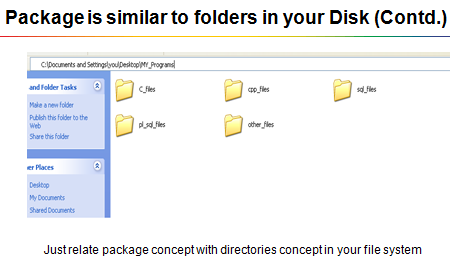 Package is similar to folders in your Disk (Contd.)
C:\Documents and Settings\you\Desktop\MY_Programs
and Folder Tasks
Make a new folder
Publish this folder to the
Web
Share this folder
C_files
cpp_files
sql_files
pl_sql_files
other_files
er Places
Desktop
My Documents
Shared Documents
Just relate package concept with directories concept in your file system